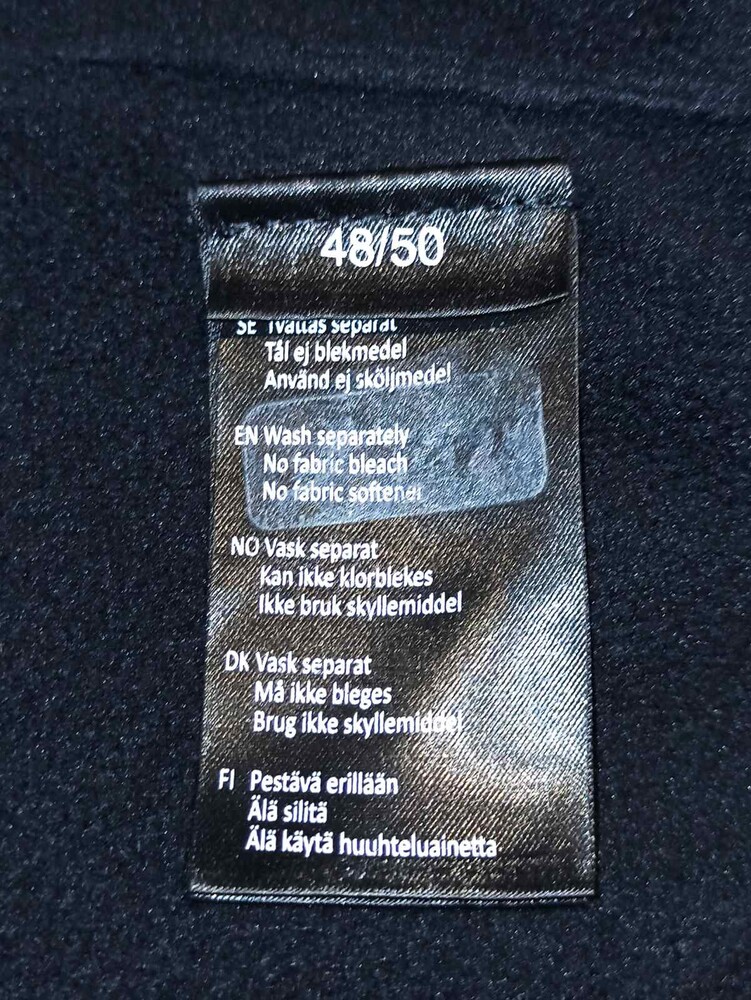 48/50
SE Tvättas separat
Tål ej blekmedel
Använd ej sköljmedel
EN Wash separately
No fabric bleach
No fabric softener
NO Vask separat
Kan ikke klorblekes
Ikke bruk skyllemiddel
DK Vask separat
Må ikke bleges
Brug ikke skyllemiddel
FI Pestävä erillään
Älä silitä
Älä käytä huuhteluainetta